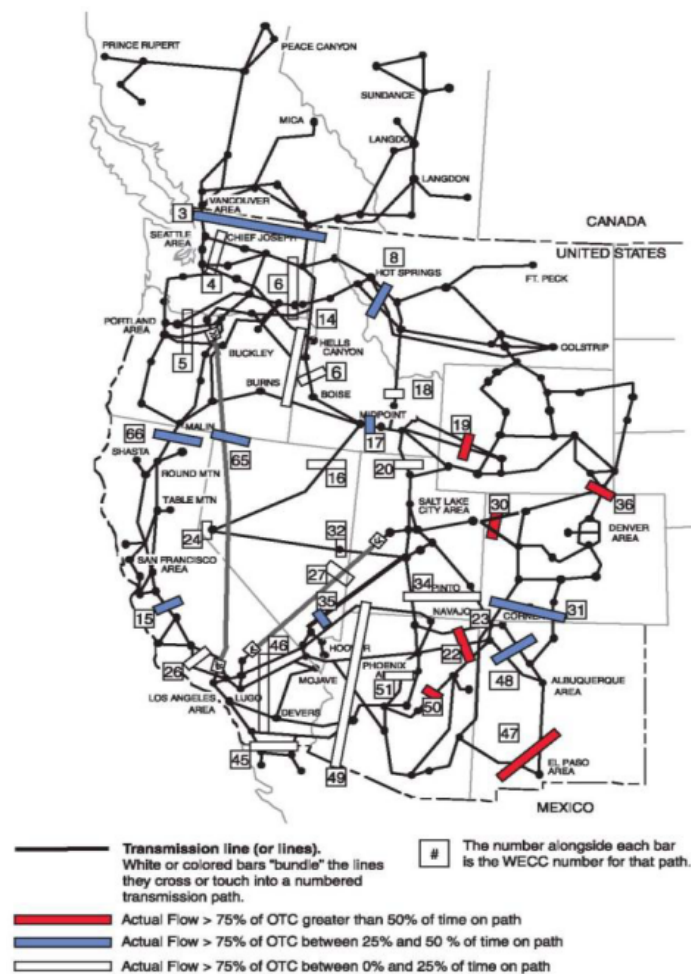 PRINCE RUPERT
PEACE CANYON
SUNDANCE
MICA
LANGDO
LANGDON
VANCOUVER
AREA
3
SEATTLE
AREA
CHIEF JOSEPH
CANADA
UNITED STATES
8
HOT SPRINGS
FT. PECK
4
6
14
PORTLAND
AREA
HELLS
CANYON
COLSTRIP
5
BUCKLEY
6
BURNS
BOISE
18
MIDPOINT
66
MALIN
19
17
SHASTA
65
ROUND MTN
16
20
TABLE MTN
SALT LAKE
CITY AREA
30
36
24
32
DENVER
AREA
SAN FRANCISCO
AREA
27
34
PINTO
35
23
31
15
NAVAJO
46
HOOVER
22
26
PHOENIX
48
MOJAVE
51
ALBUQUERQUE
AREA
LOS ANGELES
AREA
LUGO
50
DEVERS
47
45
49
EL PASO
AREA
MEXICO
Transmission line (or lines).
White or colored bars "bundle" the lines
they cross or touch into a numbered
transmission path.
#
The number alongside each bar
is the WECC number for that path.
Actual Flow > 75% of OTC greater than 50% of time on path
Actual Flow > 75% of OTC between 25% and 50 % of time on path
Actual Flow > 75% of OTC between 0% and 25% of time on path